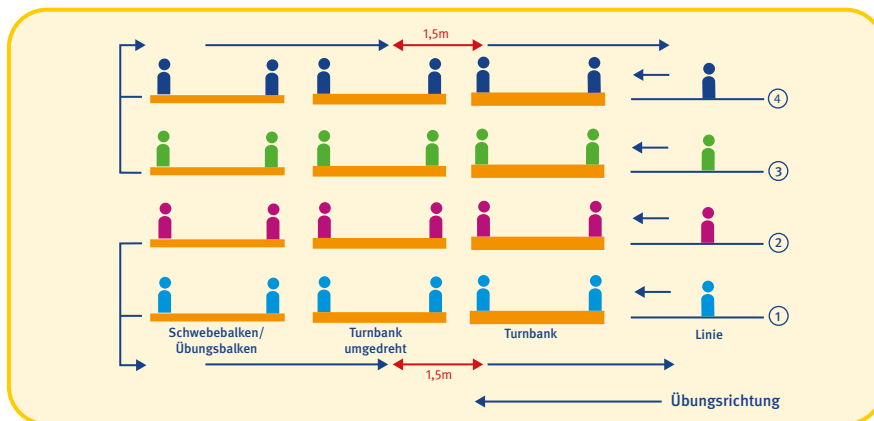 1,5m
4
3
2
1
Schwebebalken/
Übungsbalken
Turnbank
umgedreht
Turnbank
Linie
1,5m
Übungsrichtung